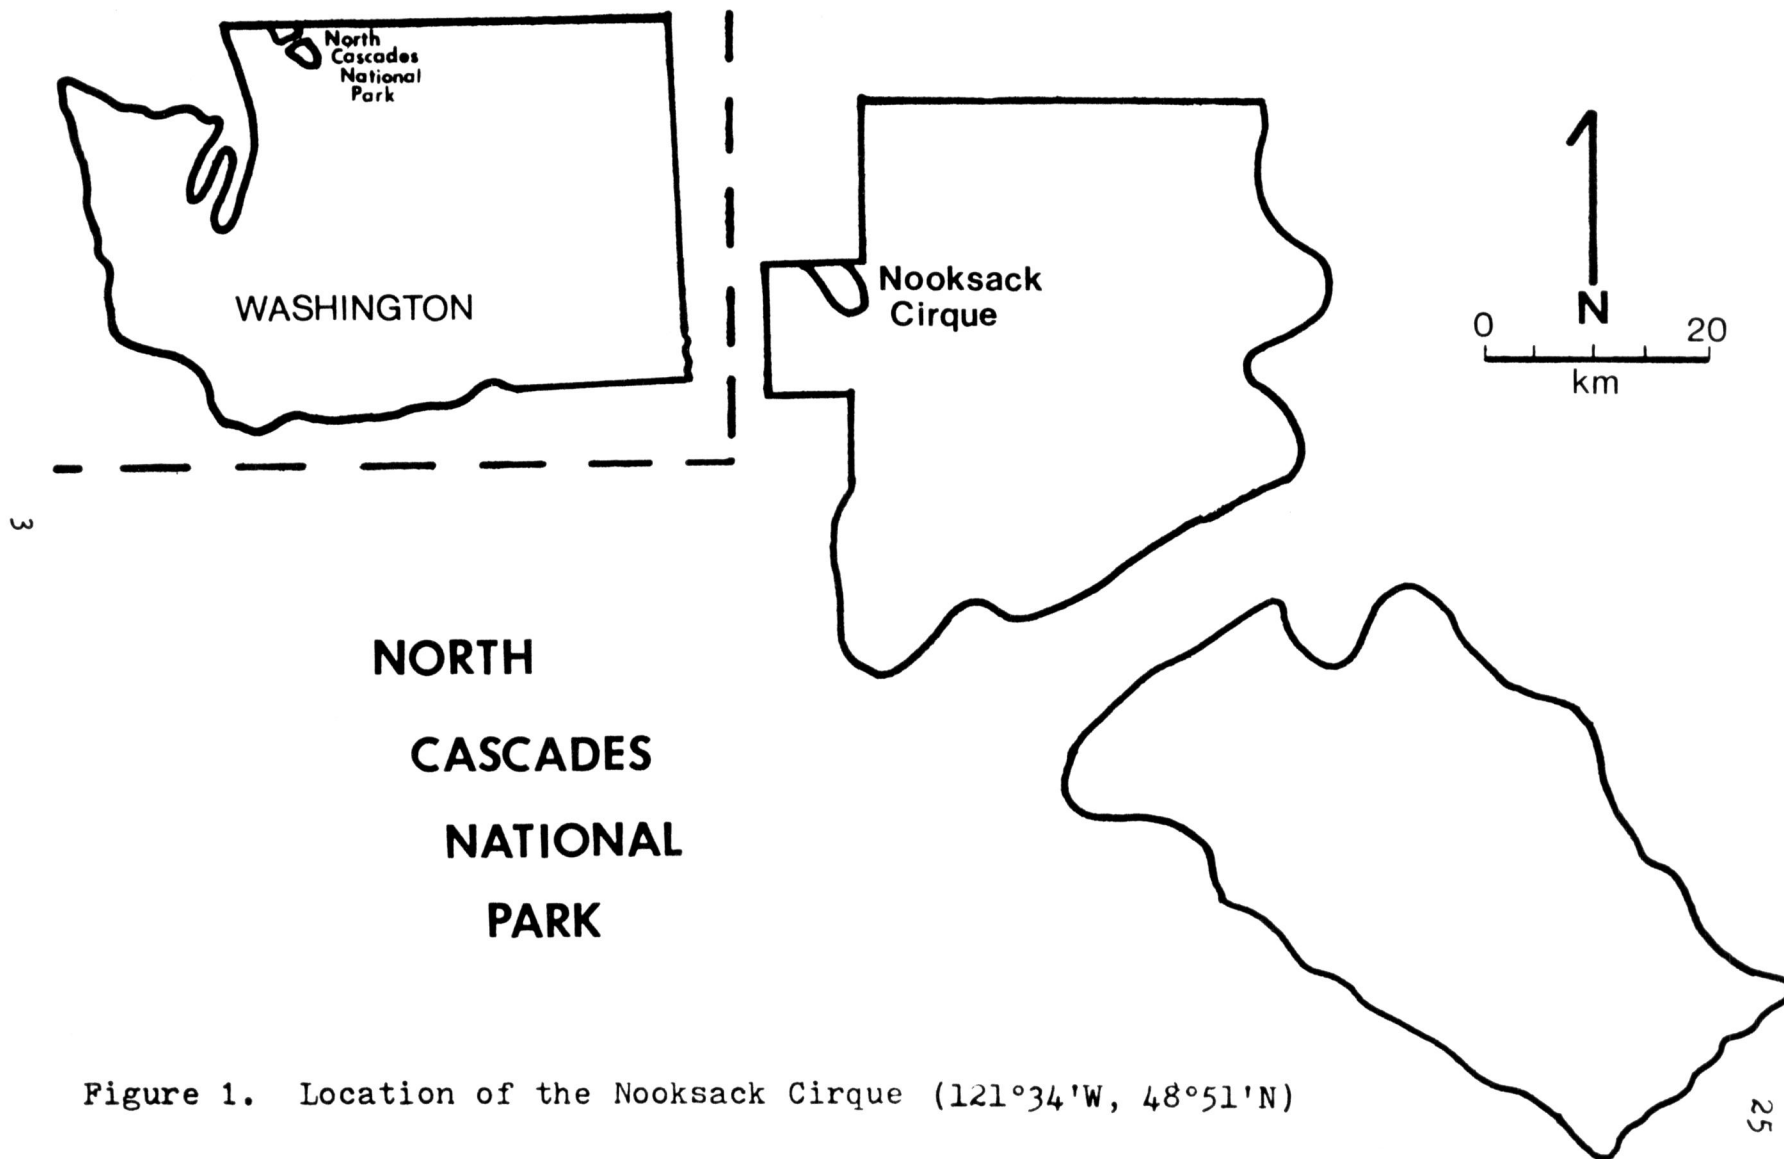 North
Cascades
National
Park
WASHINGTON
Nooksack
Cirque
N
0 20
km
3
NORTH
CASCADES
NATIONAL
PARK
Figure 1. Location of the Nooksack Cirque (121°34'W, 48°51'N)
25